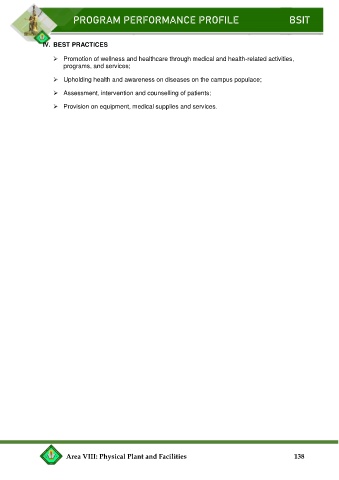 PROGRAM PERFORMANCE PROFILE BSIT
IV. BEST PRACTICES
➢ Promotion of wellness and healthcare through medical and health-related activities,
programs, and services;
➢ Upholding health and awareness on diseases on the campus populace;
➢ Assessment, intervention and counselling of patients;
➢ Provision on equipment, medical supplies and services.
Area VIII: Physical Plant and Facilities 138